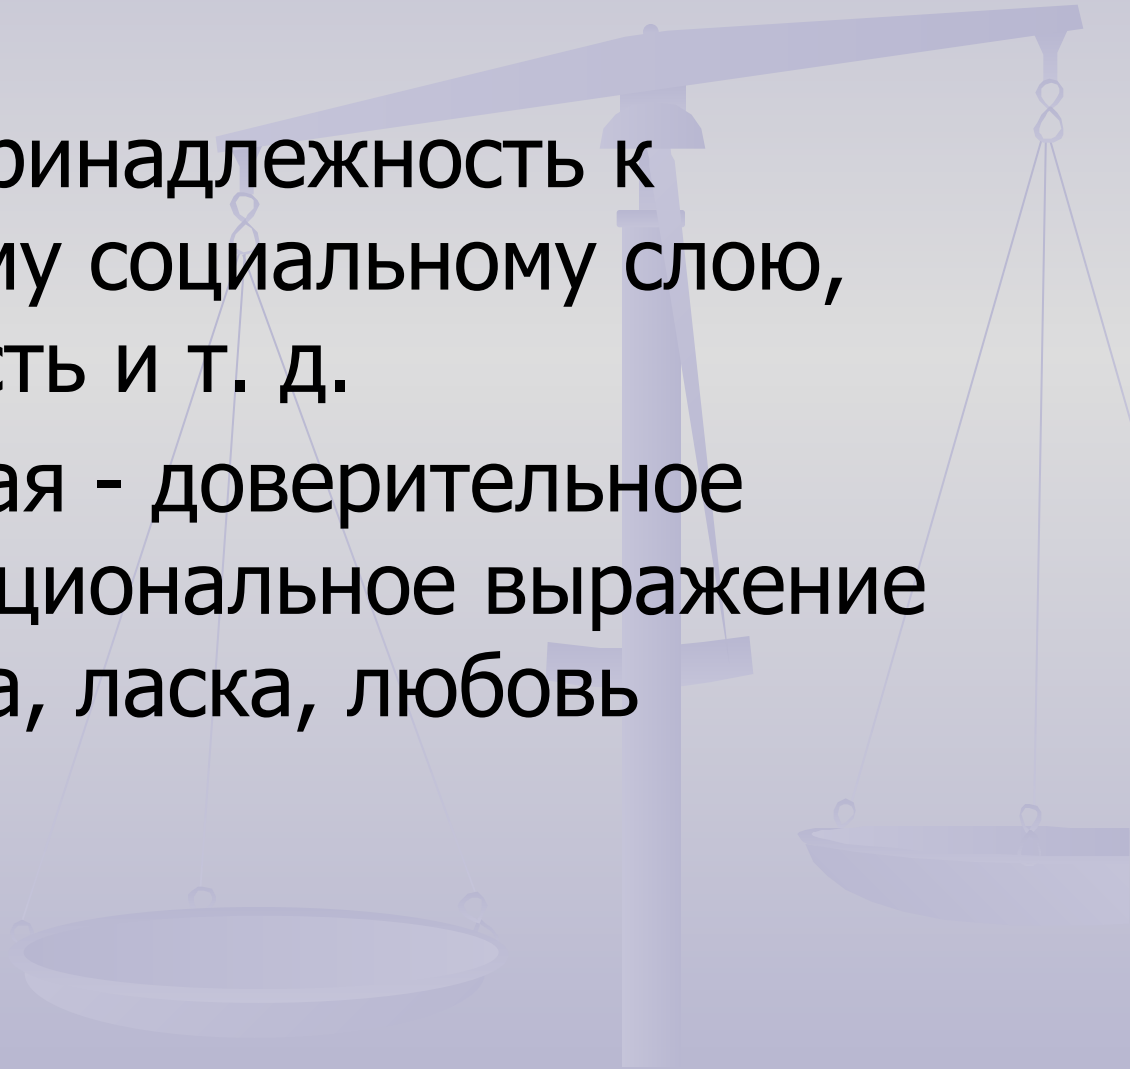 ринадлежность к
му социальному слою,
сть и т. д.
ая - доверительное
циональное выражение
а, ласка, любовь